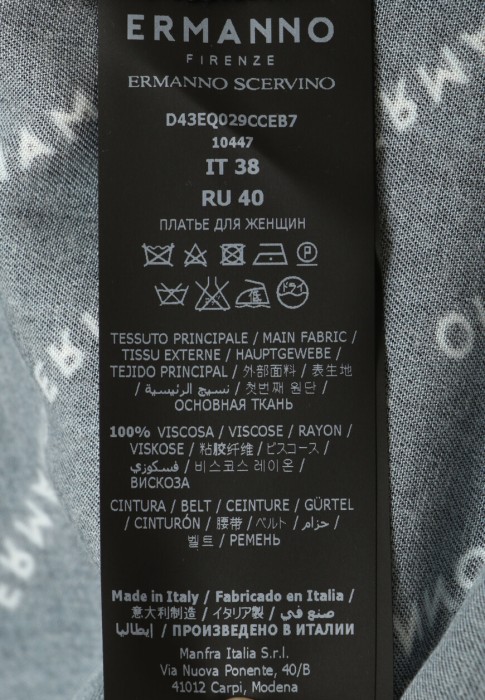 ERMANNO
FIRENZE
ERMANNO SCERVINO
D43EQ029CCEB7
10447
IT 38
RU 40
ПЛАТЬЕ ДЛЯ ЖЕНЩИН
P
ドライ
TESSUTO PRINCIPALE / MAIN FABRIC /
TISSU EXTERNE / HAUPTGEWEBE /
TEJIDO PRINCIPAL / 外部面料 / 表生地
/ نسيج الرئيسية / 첫번째 원단 /
ОСНОВНАЯ ТКАНЬ
100% VISCOSA / VISCOSE / RAYON /
VISKOSE / 粘胶纤维 / ビスコース /
فسكوزي / 비스코스 레이온 /
ВИСКОЗА
CINTURA / BELT / CEINTURE / GÜRTEL
/ CINTURÓN / 腰带 / ベルト / حزام /
벨트 / РЕМЕНЬ
Made in Italy / Fabricado en Italia /
意大利制造 / イタリア製 / صنع في
إيطاليا / ПРОИЗВЕДЕНО В ИТАЛИИ
Manfra Italia S.r.l.
Via Nuova Ponente, 40/B
41012 Carpi, Modena